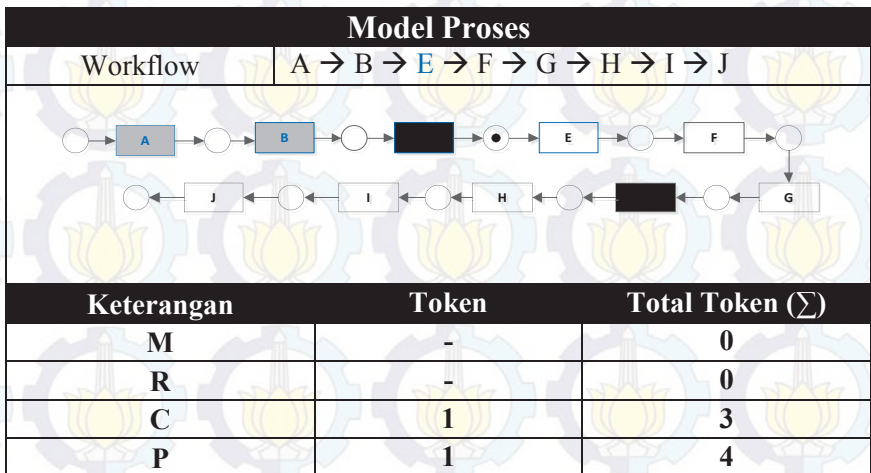 Model Proses
Workflow A → B → E → F → G → H → I → J
A B E F
J I H G
Keterangan Token Total Token (∑)
M - 0
R - 0
C 1 3
P 1 4